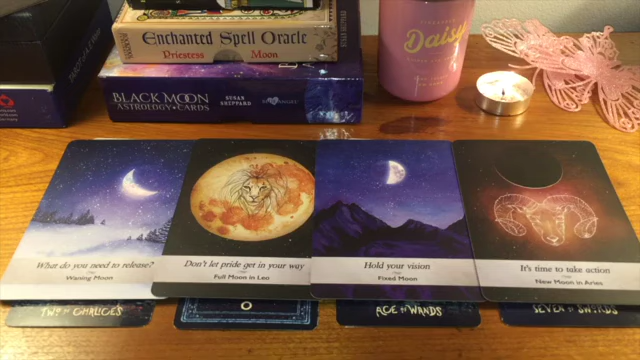 Enchanted Spell Oracle
Priestess Moon
BLACK MOON
ASTROLOGY CARDS
SUSAN
SHEPPARD
Daisy
What do you need to release?
Waning Moon
Don't let pride get in your way
Full Moon in Leo
Hold your vision
Fixed Moon
It's time to take action
New Moon in Aries
TWO OF CHALICES
0
ACE OF WANDS
SEVEN OF SWORDS